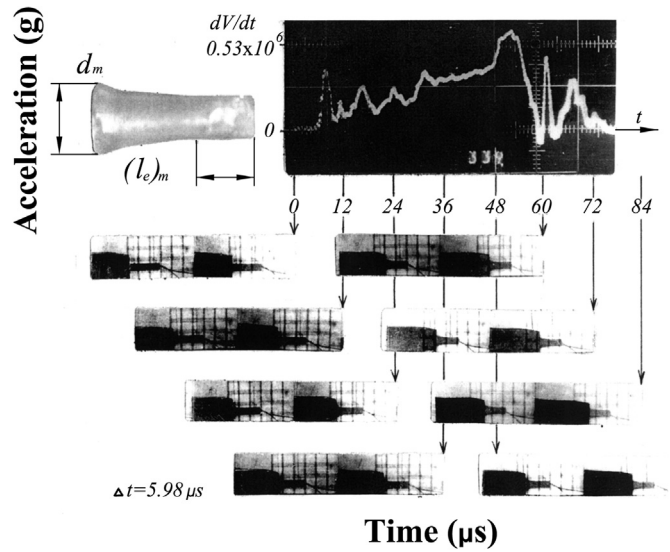 Acceleration (g)
dV/dt
0.53x10⁶
0
t
dₘ
(lₑ)ₘ
0 12 24 36 48 60 72 84
Δt=5.98 μs
Time (μs)